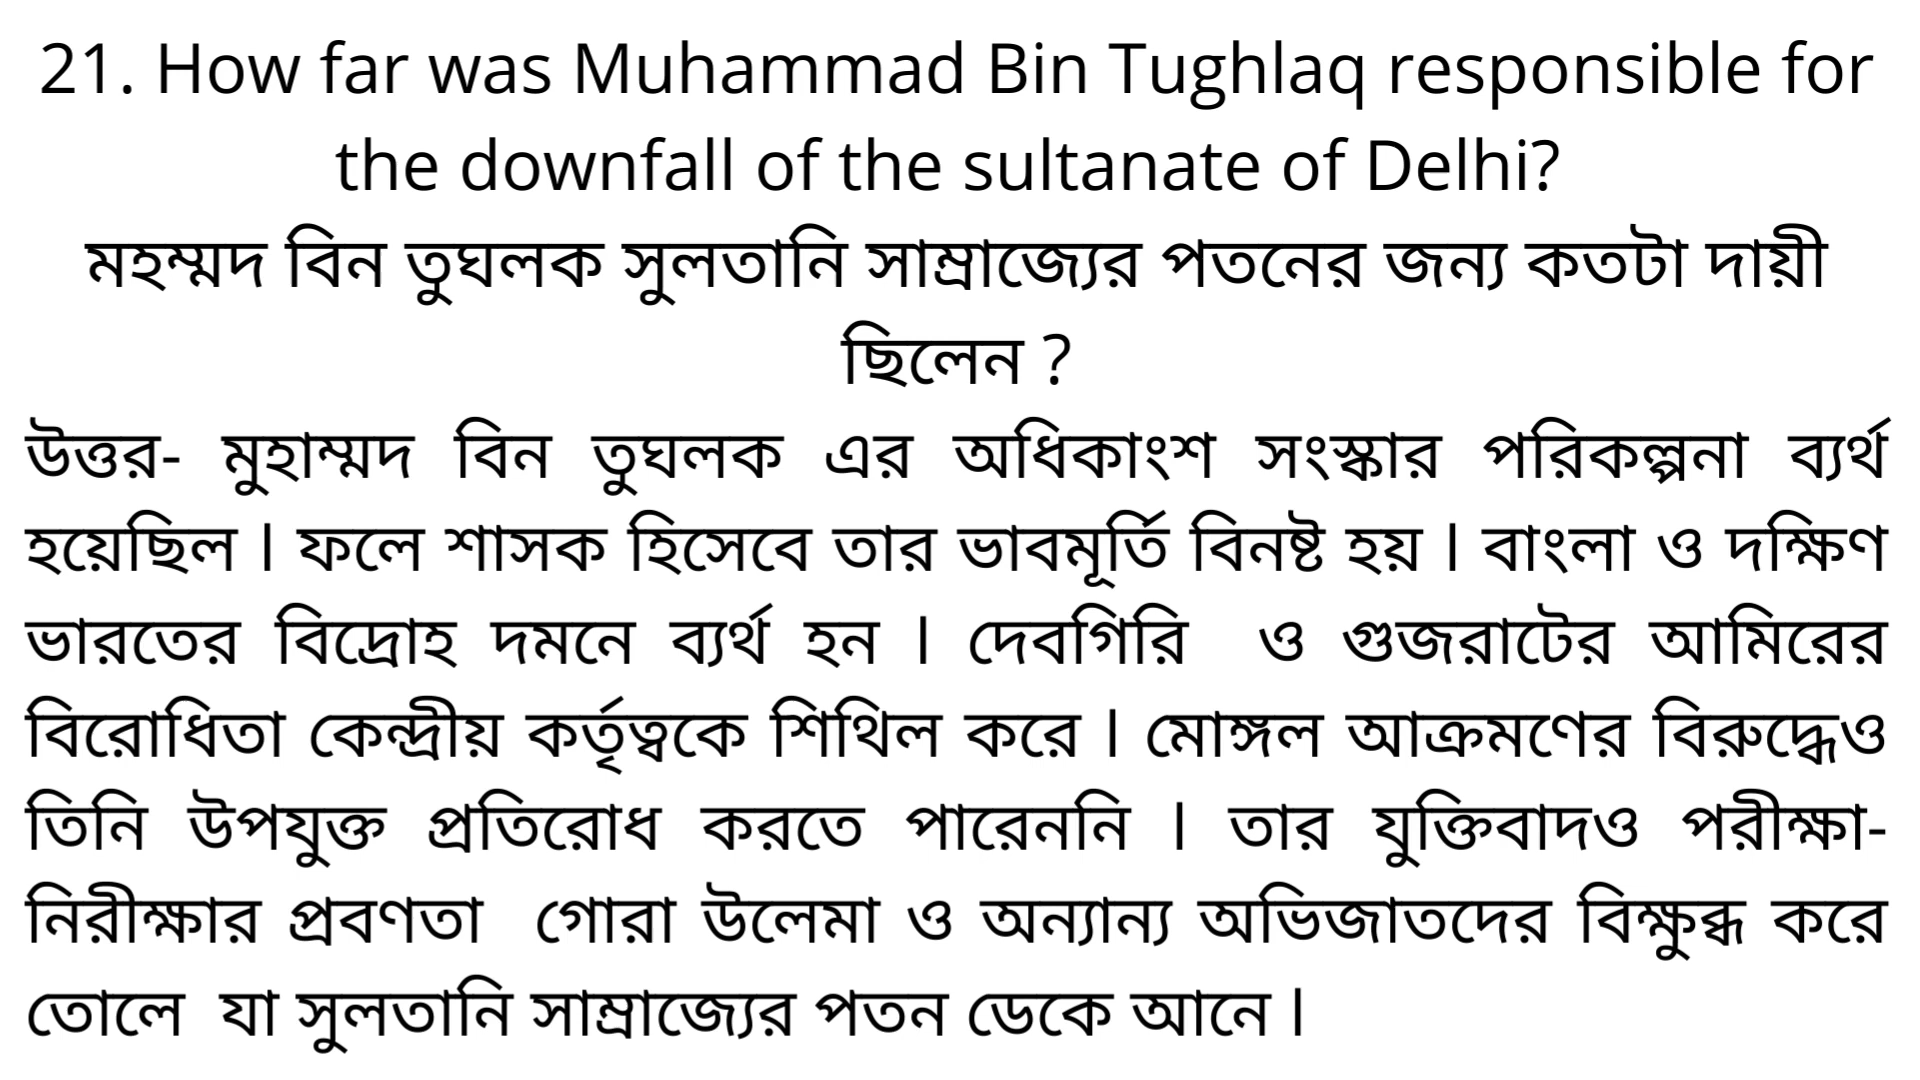 21. How far was Muhammad Bin Tughlaq responsible for
the downfall of the sultanate of Delhi?
মহম্মদ বিন তুঘলক সুলতানি সাম্রাজ্যের পতনের জন্য কতটা দায়ী
ছিলেন ?
উত্তর- মুহাম্মদ বিন তুঘলক এর অধিকাংশ সংস্কার পরিকল্পনা ব্যর্থ
হয়েছিল । ফলে শাসক হিসেবে তার ভাবমূর্তি বিনষ্ট হয় । বাংলা ও দক্ষিণ
ভারতের বিদ্রোহ দমনে ব্যর্থ হন । দেবগিরি ও গুজরাটের আমিরের
বিরোধিতা কেন্দ্রীয় কর্তৃত্বকে শিথিল করে । মোঙ্গল আক্রমণের বিরুদ্ধেও
তিনি উপযুক্ত প্রতিরোধ করতে পারেননি । তার যুক্তিবাদও পরীক্ষা-
নিরীক্ষার প্রবণতা গোরা উলেমা ও অন্যান্য অভিজাতদের বিক্ষুব্ধ করে
তোলে যা সুলতানি সাম্রাজ্যের পতন ডেকে আনে ।